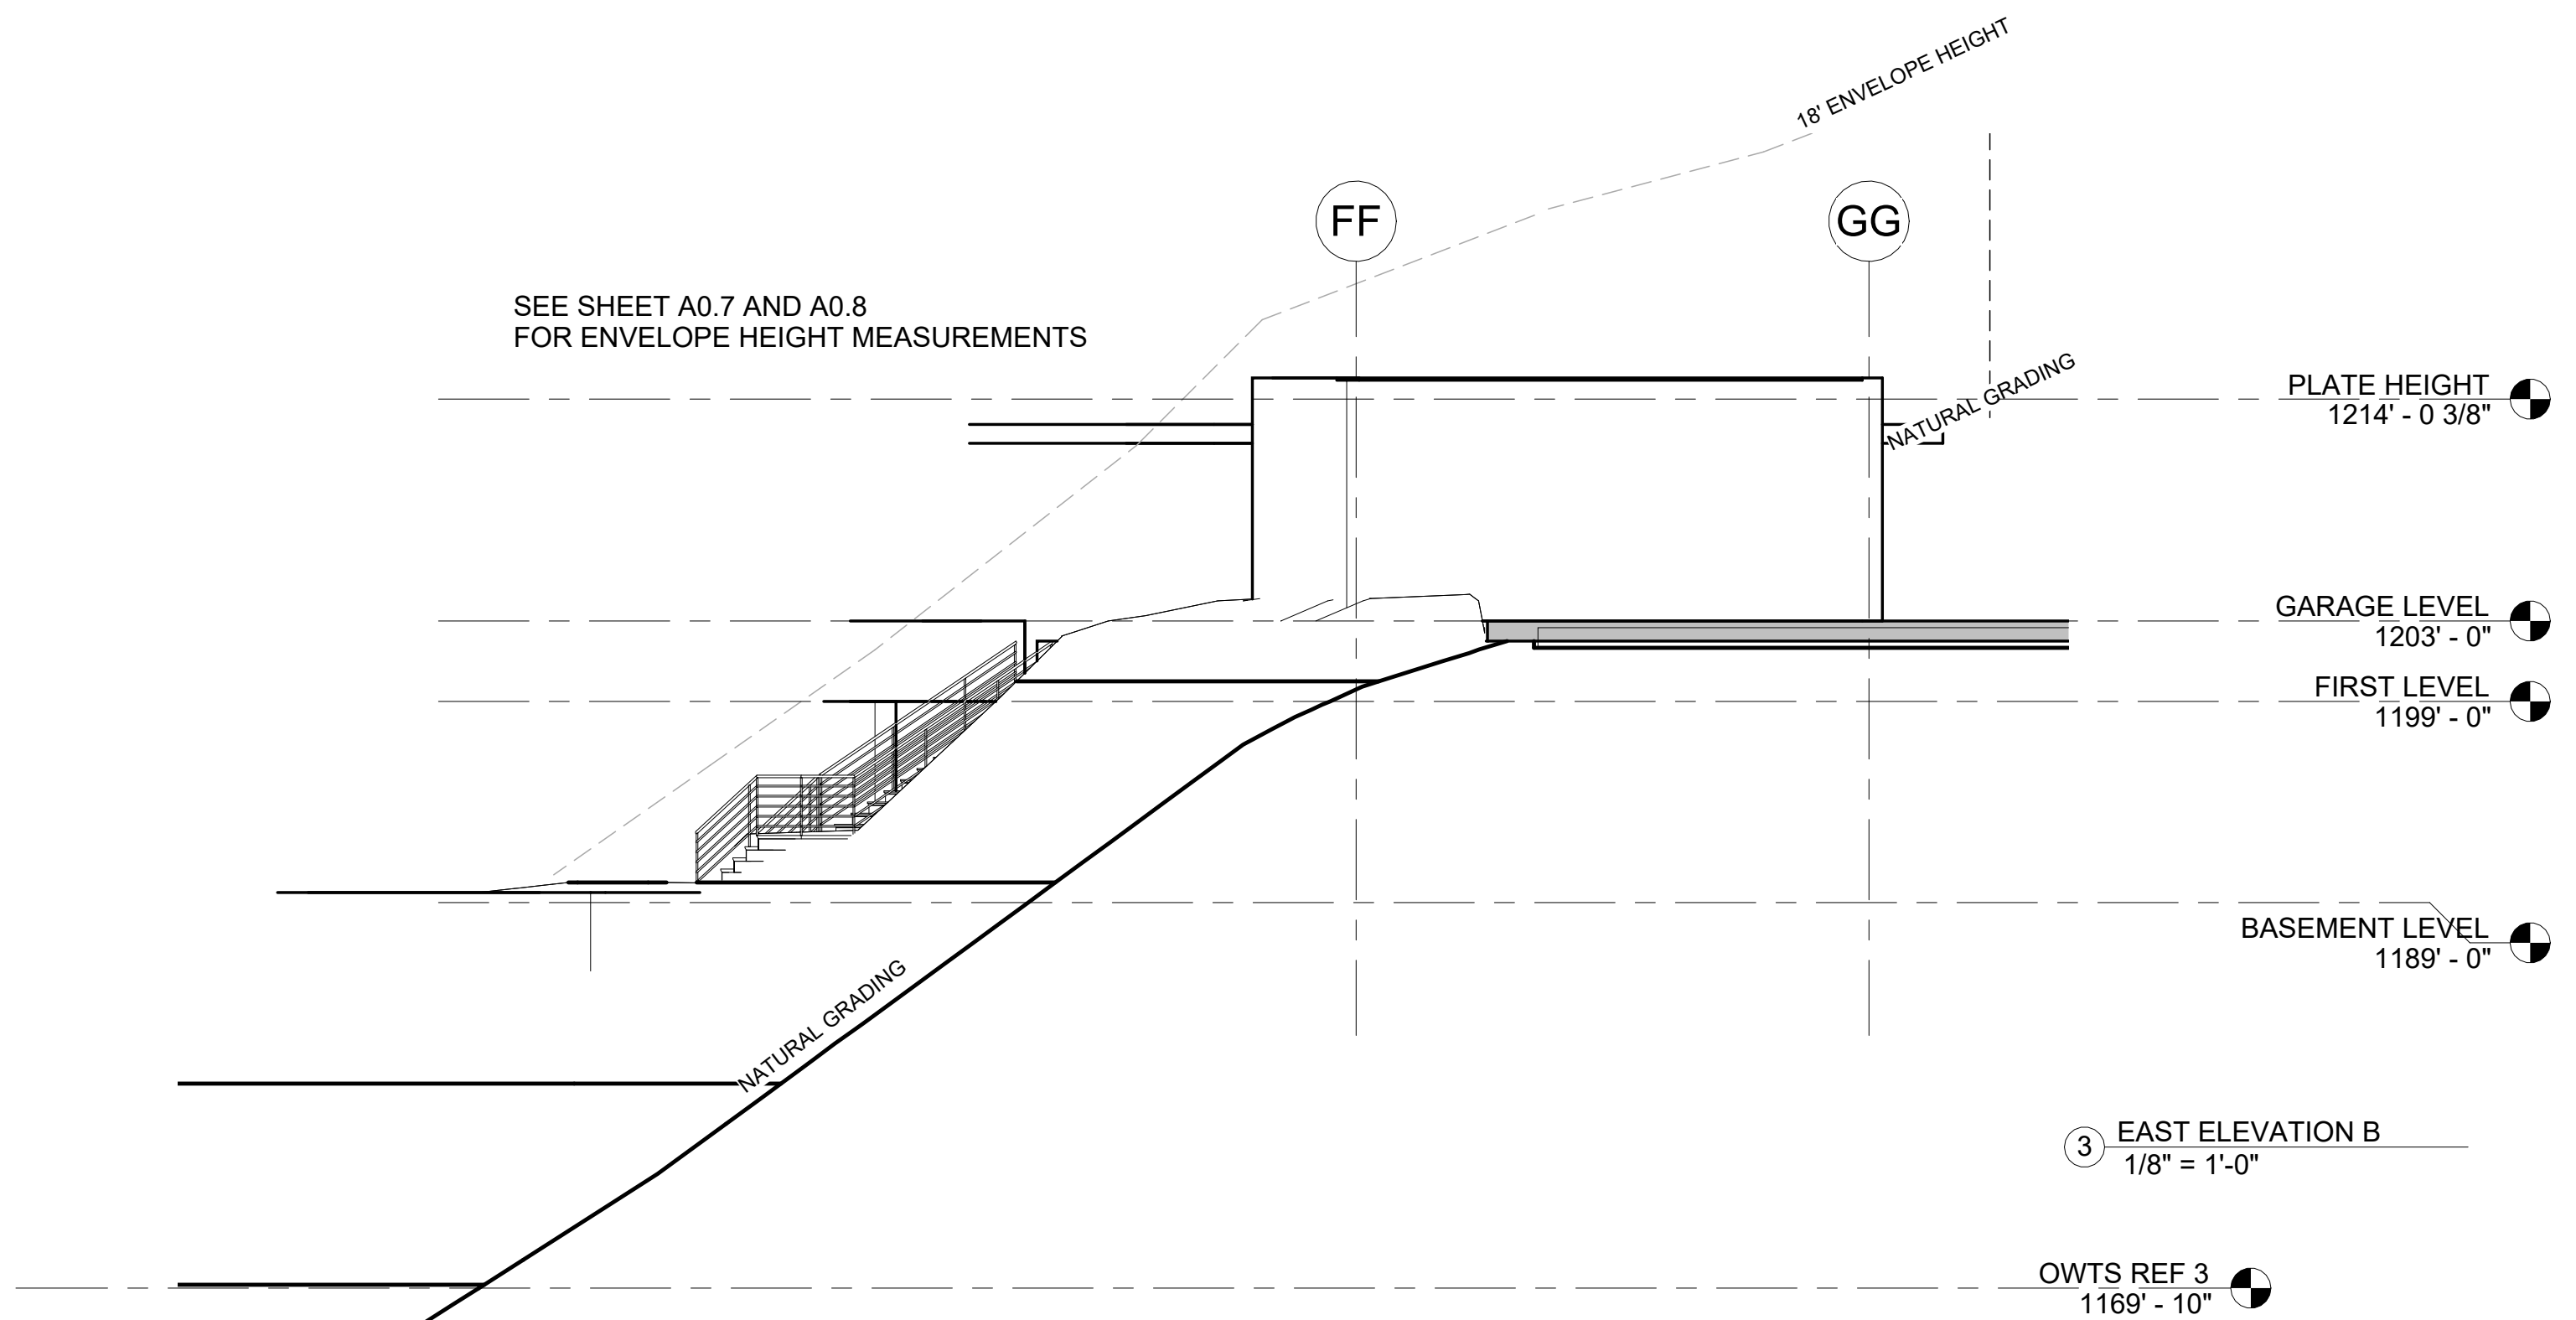 18' ENVELOPE HEIGHT
FF
GG
SEE SHEET A0.7 AND A0.8
FOR ENVELOPE HEIGHT MEASUREMENTS
NATURAL GRADING
PLATE HEIGHT
1214' - 0 3/8"
GARAGE LEVEL
1203' - 0"
FIRST LEVEL
1199' - 0"
BASEMENT LEVEL
1189' - 0"
NATURAL GRADING
3
EAST ELEVATION B
1/8" = 1'-0"
OWTS REF 3
1169' - 10"